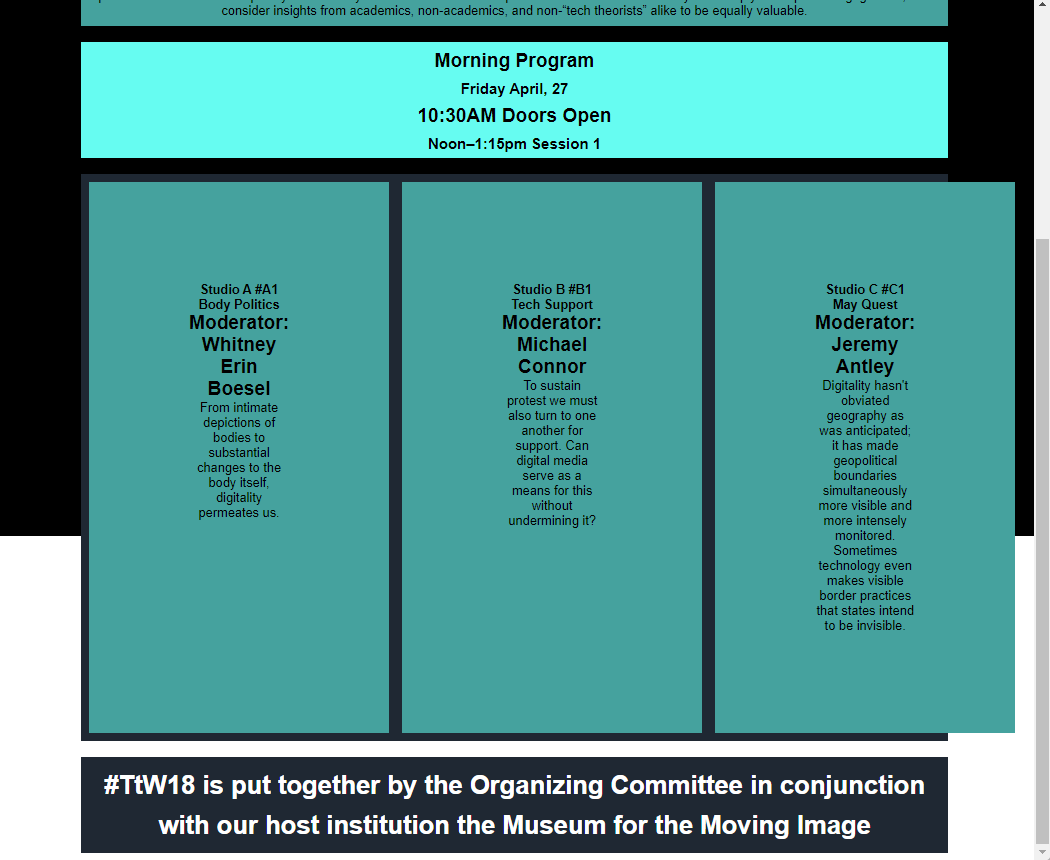 consider insights from academics, non-academics, and non-“tech theorists” alike to be equally valuable.
Morning Program
Friday April, 27
10:30AM Doors Open
Noon–1:15pm Session 1
Studio A #A1
Body Politics
Moderator:
Whitney
Erin
Boesel
From intimate
depictions of
bodies to
substantial
changes to the
body itself,
digitality
permeates us.
Studio B #B1
Tech Support
Moderator:
Michael
Connor
To sustain
protest we must
also turn to one
another for
support. Can
digital media
serve as a
means for this
without
undermining it?
Studio C #C1
May Quest
Moderator:
Jeremy
Antley
Digitality hasn’t
obviated
geography as
was anticipated;
it has made
geopolitical
boundaries
simultaneously
more visible and
more intensely
monitored.
Sometimes
technology even
makes visible
border practices
that states intend
to be invisible.
#TtW18 is put together by the Organizing Committee in conjunction
with our host institution the Museum for the Moving Image